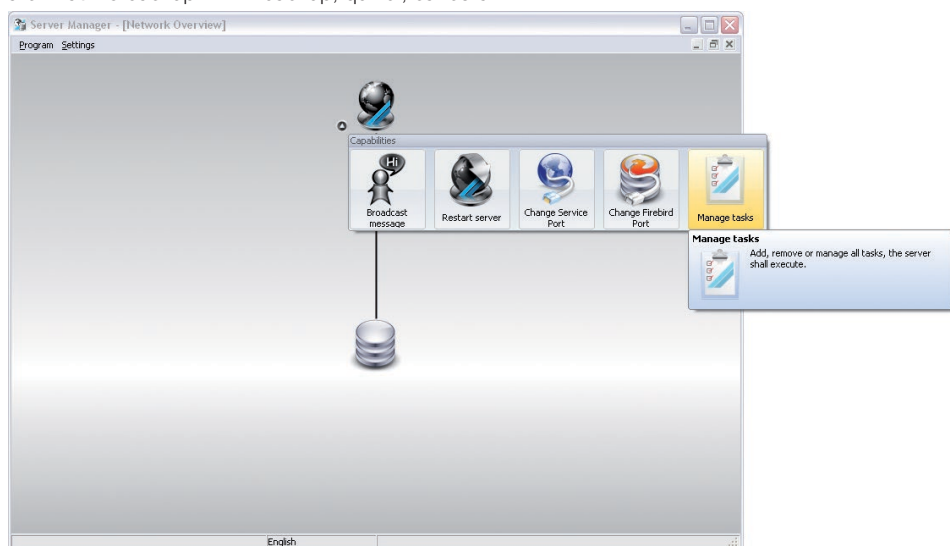 Server Manager - [Network Overview]
Program Settings
Capabilities
Hi
Broadcast
message
Restart server
Change Service
Port
Change Firebird
Port
Manage tasks
Manage tasks
Add, remove or manage all tasks, the server
shall execute.
English